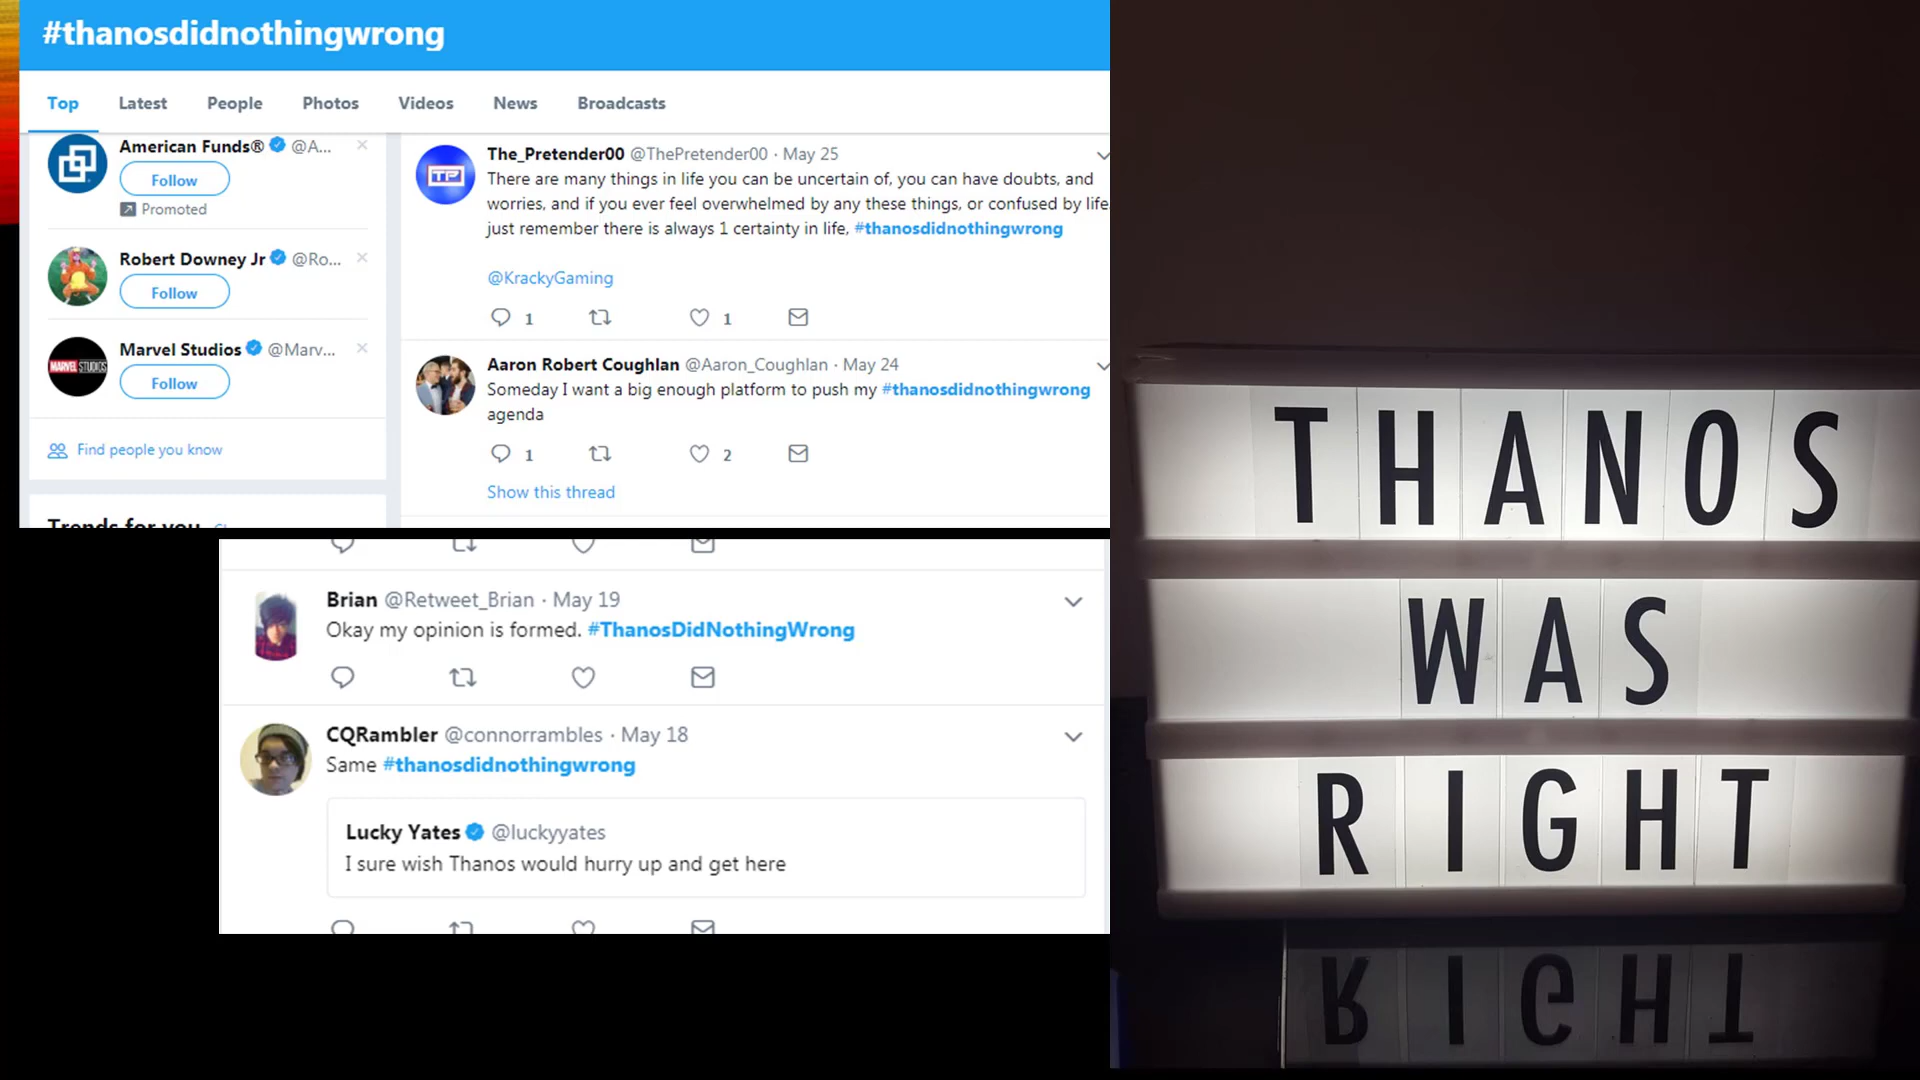 #thanosdidnothingwrong
Top Latest People Photos Videos News Broadcasts
American Funds® @A...
Follow
Promoted
Robert Downey Jr @Ro...
Follow
MARVEL STUDIOS
Marvel Studios @Marv...
Follow
Find people you know
Trends for you
TP
The_Pretender00 @ThePretender00 · May 25
There are many things in life you can be uncertain of, you can have doubts, and
worries, and if you ever feel overwhelmed by any these things, or confused by life
just remember there is always 1 certainty in life, #thanosdidnothingwrong
@KrackyGaming
1 1
Aaron Robert Coughlan @Aaron_Coughlan · May 24
Someday I want a big enough platform to push my #thanosdidnothingwrong
agenda
1 2
Show this thread
Brian @Retweet_Brian · May 19
Okay my opinion is formed. #ThanosDidNothingWrong
CQRambler @connorrambles · May 18
Same #thanosdidnothingwrong
Lucky Yates @luckyyates
I sure wish Thanos would hurry up and get here
THANOS
WAS
RIGHT